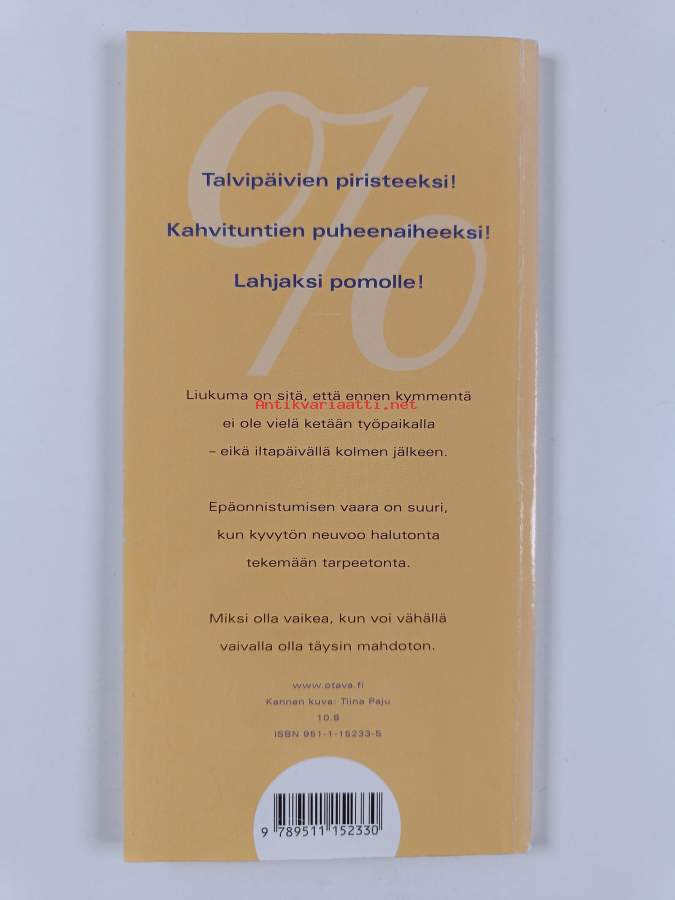 %
Talvipäivien piristeeksi!
Kahvituntien puheenaiheeksi!
Lahjaksi pomolle!
Liukuma on sitä, että ennen kymmentä
Antikvariaatti.net
ei ole vielä ketään työpaikalla
– eikä iltapäivällä kolmen jälkeen.
Epäonnistumisen vaara on suuri,
kun kyvytön neuvoo halutonta
tekemään tarpeetonta.
Miksi olla vaikea, kun voi vähällä
vaivalla olla täysin mahdoton.
www.otava.fi
Kannen kuva: Tiina Paju
10.8
ISBN 951-1-15233-5
9 789511 152330